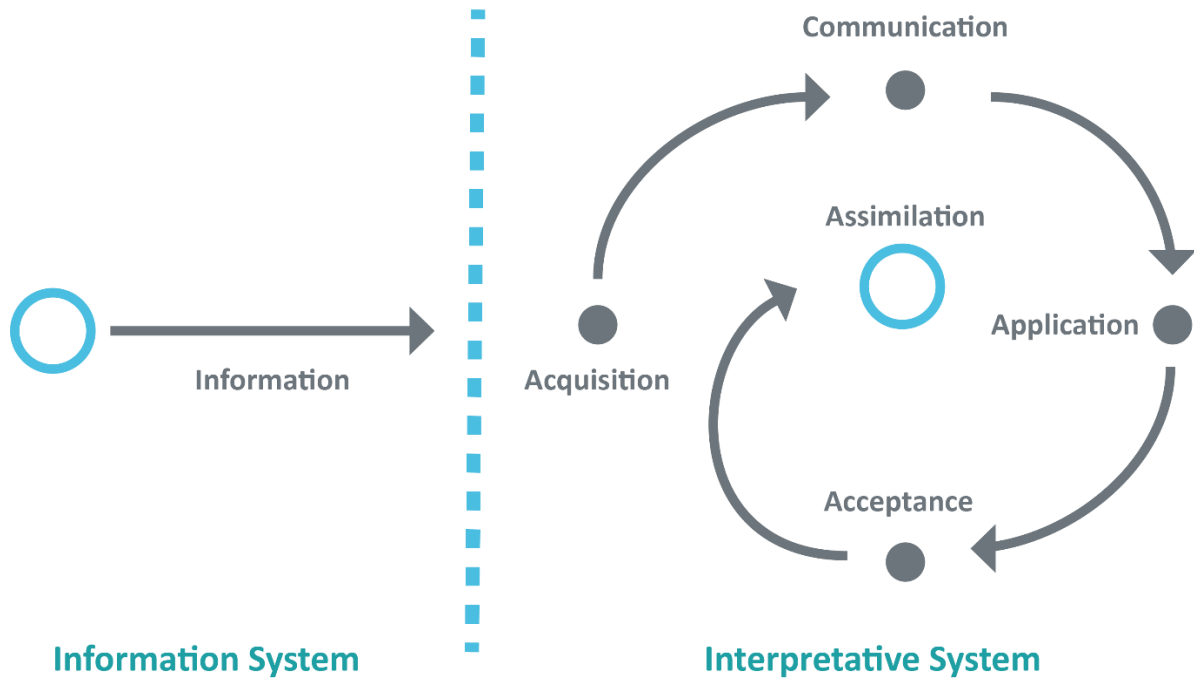 Communication
Assimilation
Application
Information
Acquisition
Acceptance
Information System
Interpretative System